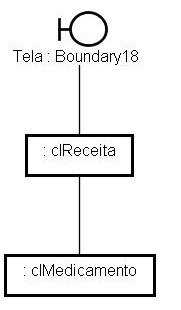 Tela : Boundary18
: clReceita
: clMedicamento